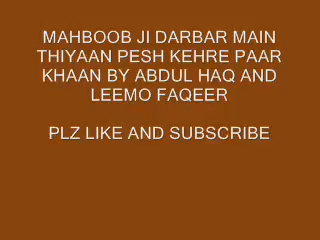 MAHBOOB JI DARBAR MAIN
THIYAAN PESH KEHRE PAAR
KHAAN BY ABDUL HAQ AND
LEEMO FAQEER
PLZ LIKE AND SUBSCRIBE